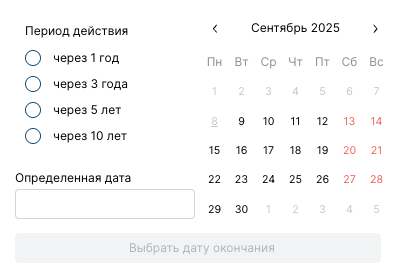 Период действия
через 1 год
через 3 года
через 5 лет
через 10 лет
Определенная дата
Сентябрь 2025
Пн Вт Ср Чт Пт Сб Вс
1 2 3 4 5 6 7
8 9 10 11 12 13 14
15 16 17 18 19 20 21
22 23 24 25 26 27 28
29 30 1 2 3 4 5
Выбрать дату окончания